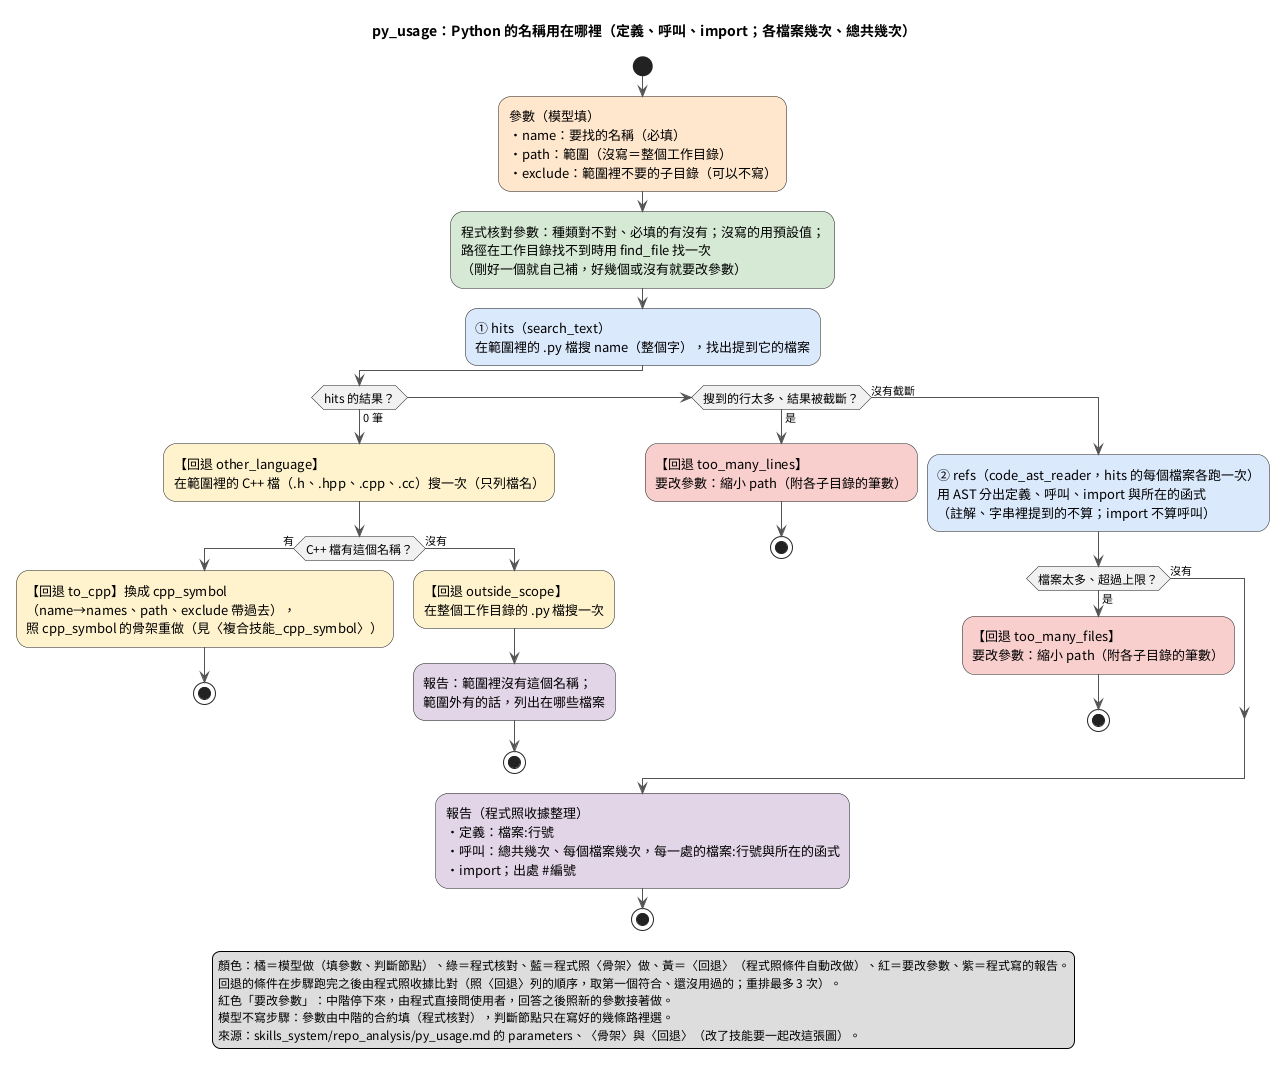 py_usage：Python 的名稱用在哪裡（定義、呼叫、import；各檔案幾次、總共幾次）
參數（模型填）
・name：要找的名稱（必填）
・path：範圍（沒寫＝整個工作目錄）
・exclude：範圍裡不要的子目錄（可以不寫）
程式核對參數：種類對不對、必填的有沒有；沒寫的用預設值；
路徑在工作目錄找不到時用 find_file 找一次
（剛好一個就自己補，好幾個或沒有就要改參數）
① hits（search_text）
在範圍裡的 .py 檔搜 name（整個字），找出提到它的檔案
hits 的結果？
0 筆
搜到的行太多、結果被截斷？
是
沒有截斷
【回退 other_language】
在範圍裡的 C++ 檔（.h、.hpp、.cpp、.cc）搜一次（只列檔名）
【回退 too_many_lines】
要改參數：縮小 path（附各子目錄的筆數）
② refs（code_ast_reader，hits 的每個檔案各跑一次）
用 AST 分出定義、呼叫、import 與所在的函式
（註解、字串裡提到的不算；import 不算呼叫）
有
C++ 檔有這個名稱？
沒有
【回退 to_cpp】換成 cpp_symbol
（name→names、path、exclude 帶過去），
照 cpp_symbol 的骨架重做（見〈複合技能_cpp_symbol〉）
【回退 outside_scope】
在整個工作目錄的 .py 檔搜一次
檔案太多、超過上限？
是
沒有
【回退 too_many_files】
要改參數：縮小 path（附各子目錄的筆數）
報告：範圍裡沒有這個名稱；
範圍外有的話，列出在哪些檔案
報告（程式照收據整理）
・定義：檔案:行號
・呼叫：總共幾次、每個檔案幾次，每一處的檔案:行號與所在的函式
・import；出處 #編號
顏色：橘＝模型做（填參數、判斷節點）、綠＝程式核對、藍＝程式照〈骨架〉做、黃＝〈回退〉（程式照條件自動改做）、紅＝要改參數、紫＝程式寫的報告。
回退的條件在步驟跑完之後由程式照收據比對（照〈回退〉列的順序，取第一個符合、還沒用過的；重排最多 3 次）。
紅色「要改參數」：中階停下來，由程式直接問使用者，回答之後照新的參數接著做。
模型不寫步驟：參數由中階的合約填（程式核對），判斷節點只在寫好的幾條路裡選。
來源：skills_system/repo_analysis/py_usage.md 的 parameters、〈骨架〉與〈回退〉（改了技能要一起改這張圖）。